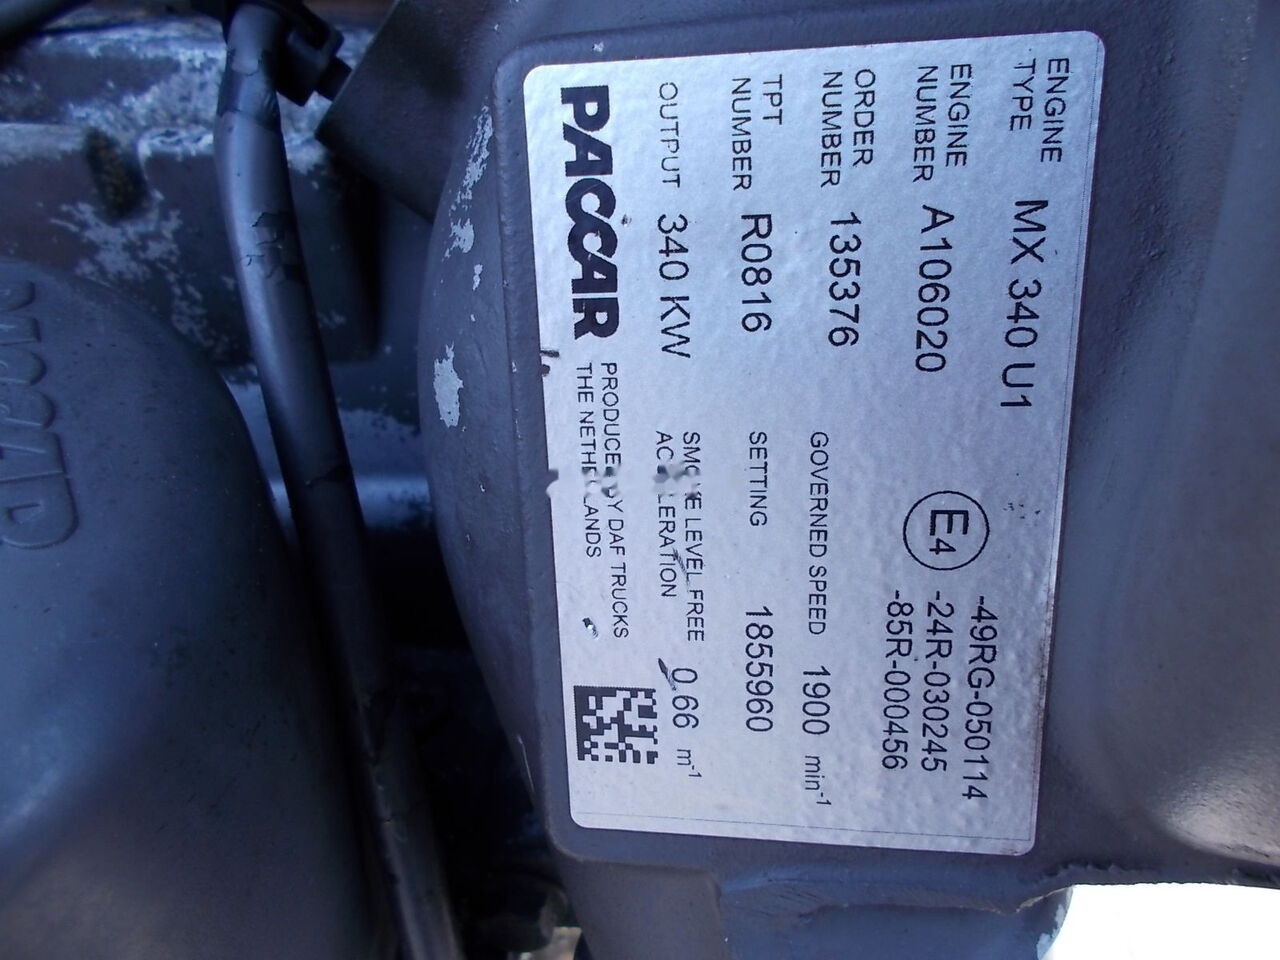 ENGINE TYPE MX 340 U1
ENGINE NUMBER A106020
E4 -49RG-050114
-24R-030245
-85R-000456
ORDER NUMBER 135376
GOVERNED SPEED 1900 min-1
TPT NUMBER R0816
SETTING 1855960
OUTPUT 340 KW
SMOKE LEVEL FREE ACCELERATION 0.66 m-1
PACCAR
PRODUCED BY DAF TRUCKS
THE NETHERLANDS